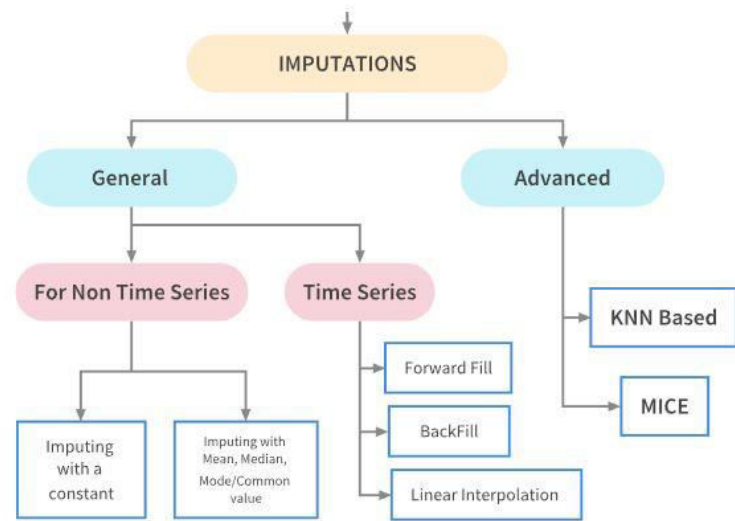 IMPUTATIONS
General
Advanced
For Non Time Series
Time Series
KNN Based
Forward Fill
MICE
BackFill
Imputing
with a
constant
Imputing with
Mean, Median,
Mode/Common
value
Linear Interpolation